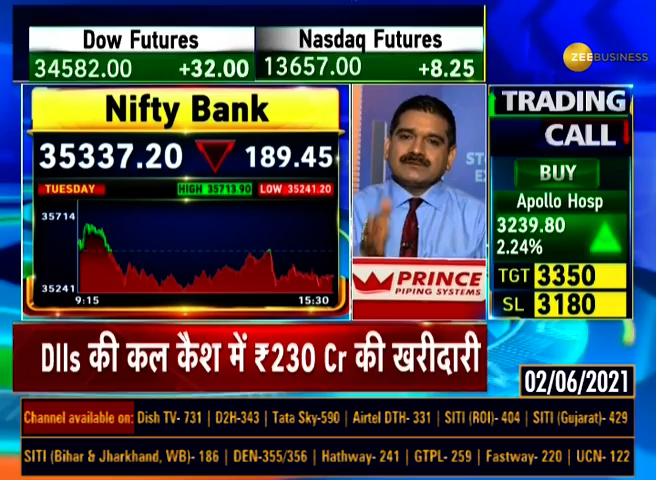 Dow Futures
34582.00 +32.00
Nasdaq Futures
13657.00 +8.25
ZEEBUSINESS
Nifty Bank
35337.20 189.45
TUESDAY HIGH 35713.90 LOW 35241.20
35714
35241
9:15 15:30
PRINCE
PIPING SYSTEMS
TRADING
CALL
BUY
Apollo Hosp
3239.80
2.24%
TGT 3350
SL 3180
DIIs की कल कैश में ₹230 Cr की खरीदारी
02/06/2021
Channel available on: Dish TV- 731 | D2H-343 | Tata Sky-590 | Airtel DTH- 331 | SITI (ROI)- 404 | SITI (Gujarat)- 429
SITI (Bihar & Jharkhand, WB)- 186 | DEN-355/356 | Hathway- 241 | GTPL- 259 | Fastway- 220 | UCN- 122